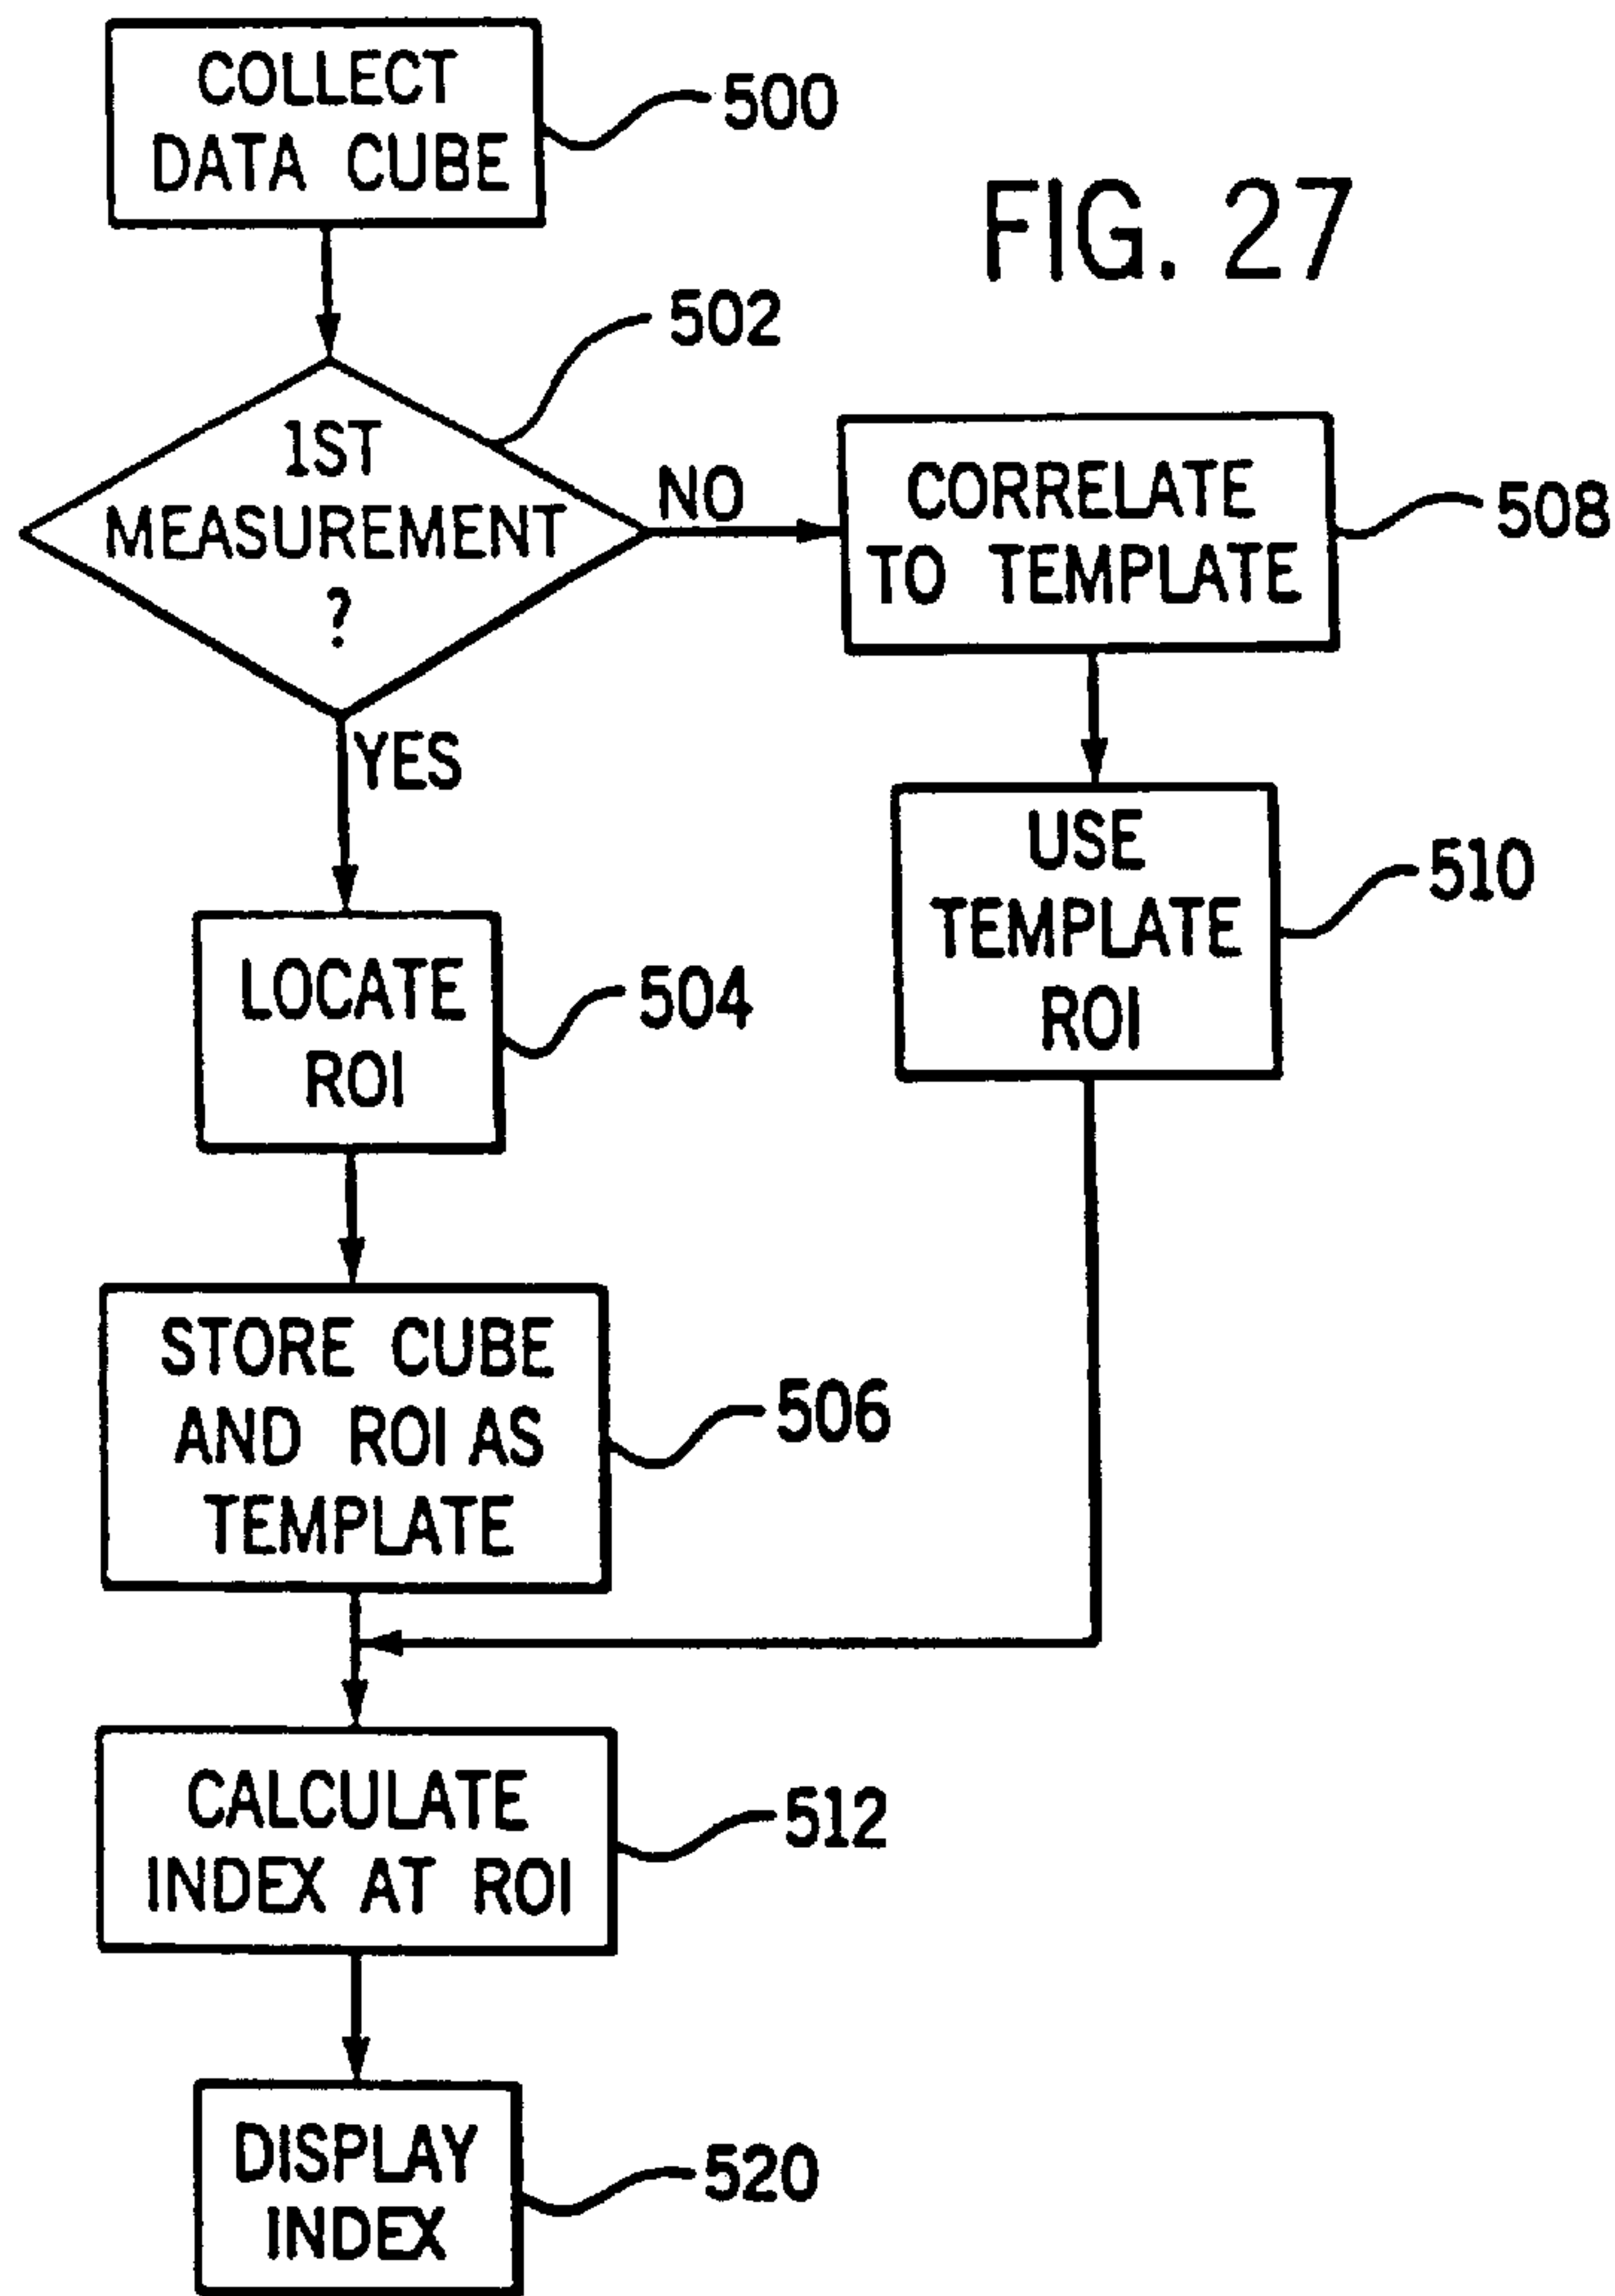 COLLECT
DATA CUBE
500
FIG. 27
502
1ST
MEASUREMENT
?
NO
YES
CORRELATE
TO TEMPLATE
508
USE
TEMPLATE
ROI
510
LOCATE
ROI
504
STORE CUBE
AND ROI AS
TEMPLATE
506
CALCULATE
INDEX AT ROI
512
DISPLAY
INDEX
520